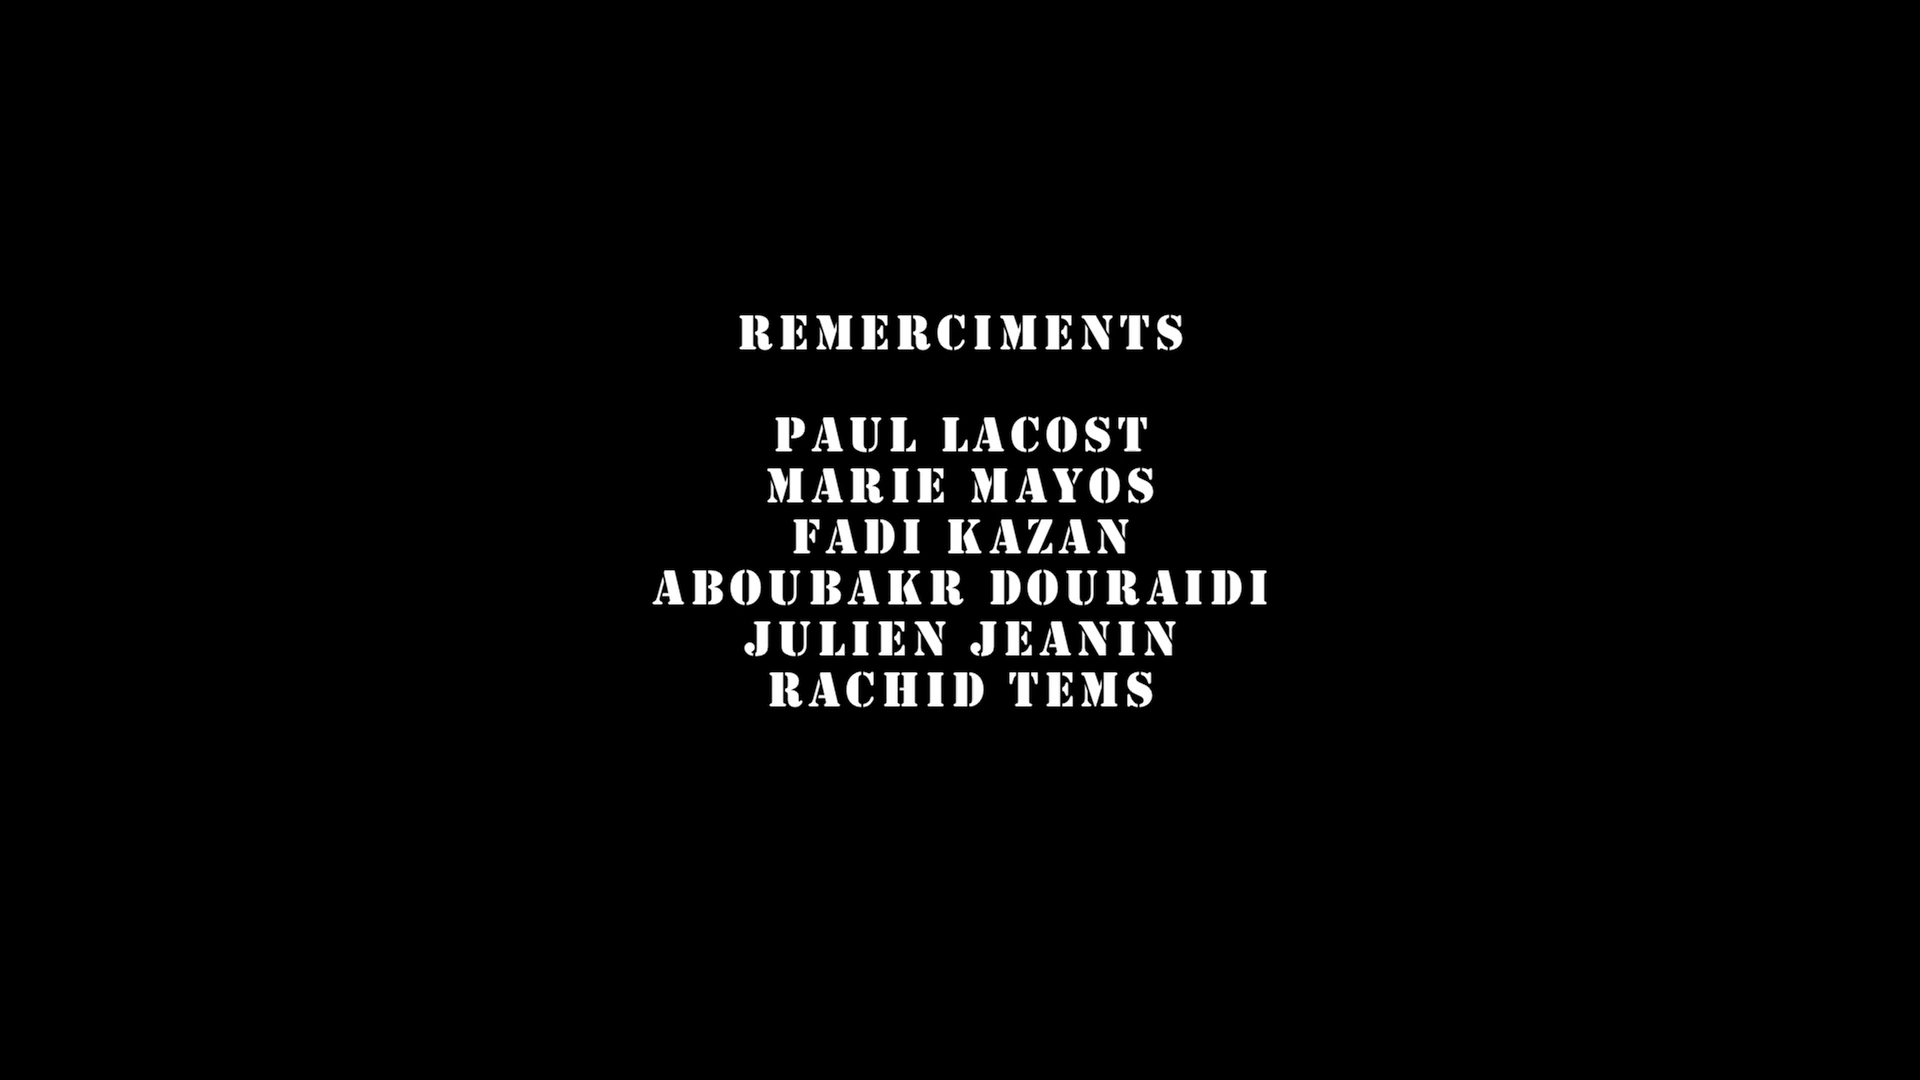 REMERCIMENTS
PAUL LACOST
MARIE MAYOS
FADI KAZAN
ABOUBAKR DOURAIDI
JULIEN JEANIN
RACHID TEMS